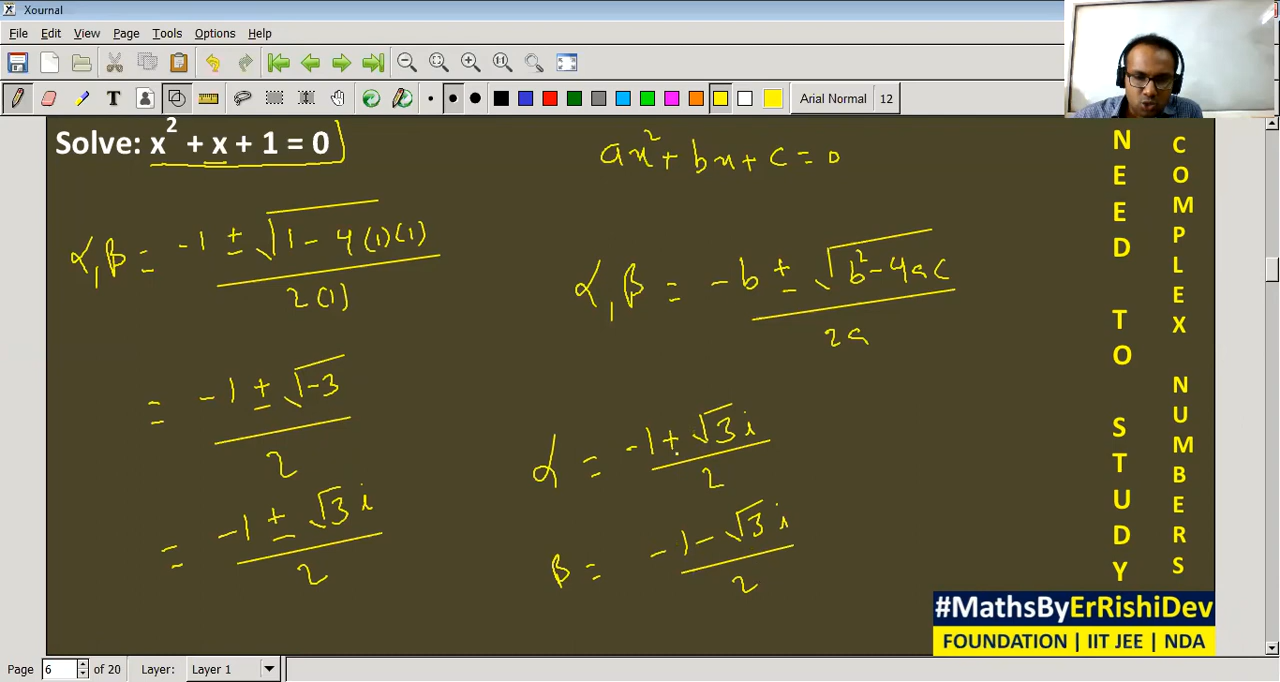 Xournal
File Edit View Page Tools Options Help
Arial Normal 12
Solve: x² + x + 1 = 0
ax² + bx + c = 0
α, β = (-1 ± √(1 - 4(1)(1))) / 2(1)
α, β = (-b ± √(b² - 4ac)) / 2a
= (-1 ± √-3) / 2
= (-1 ± √3 i) / 2
α = (-1 + √3 i) / 2
β = (-1 - √3 i) / 2
NEED TO STUDY
COMPLEX NUMBERS
#MathsByErRishiDev
FOUNDATION | IIT JEE | NDA
Page 6 of 20 Layer: Layer 1